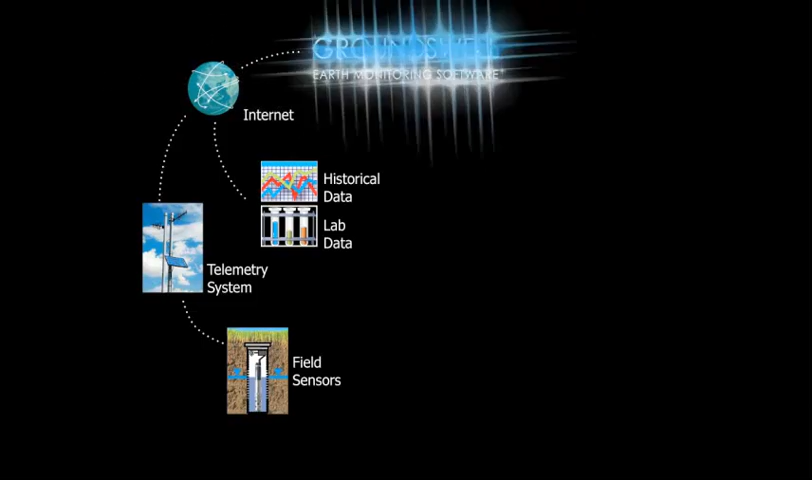 EARTH MONITORING SOFTWARE
Internet
Historical
Data
Lab
Data
Telemetry
System
Field
Sensors